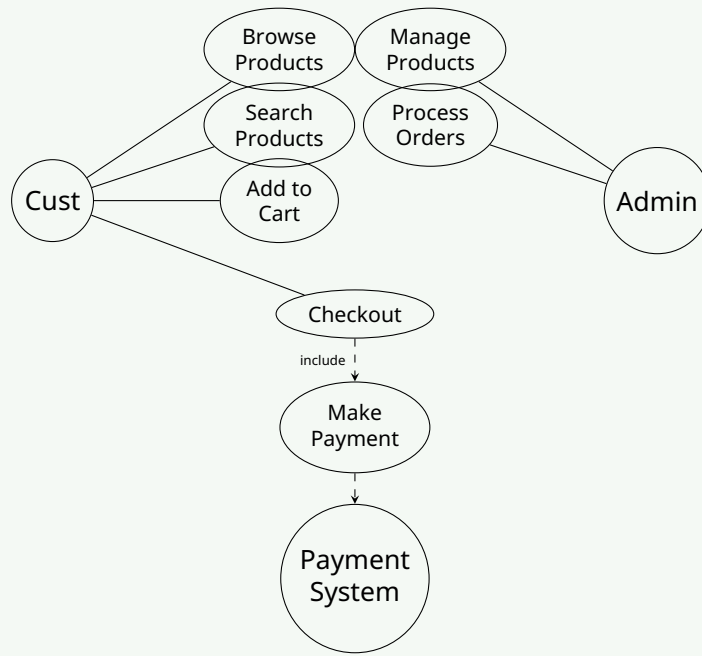 Browse
Products
Manage
Products
Search
Products
Process
Orders
Cust
Add to
Cart
Admin
Checkout
include
Make
Payment
Payment
System